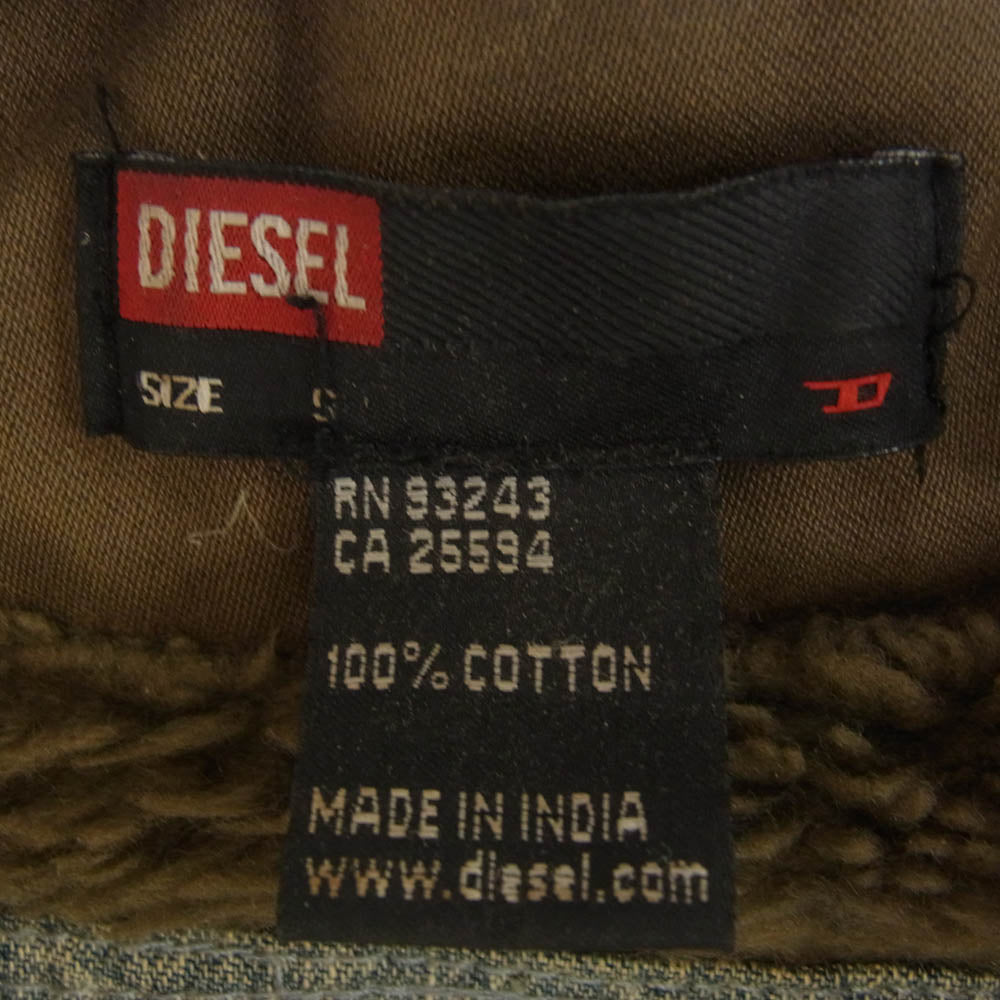 DIESEL
SIZE S
RN 93243
CA 25594
100% COTTON
MADE IN INDIA
www.diesel.com